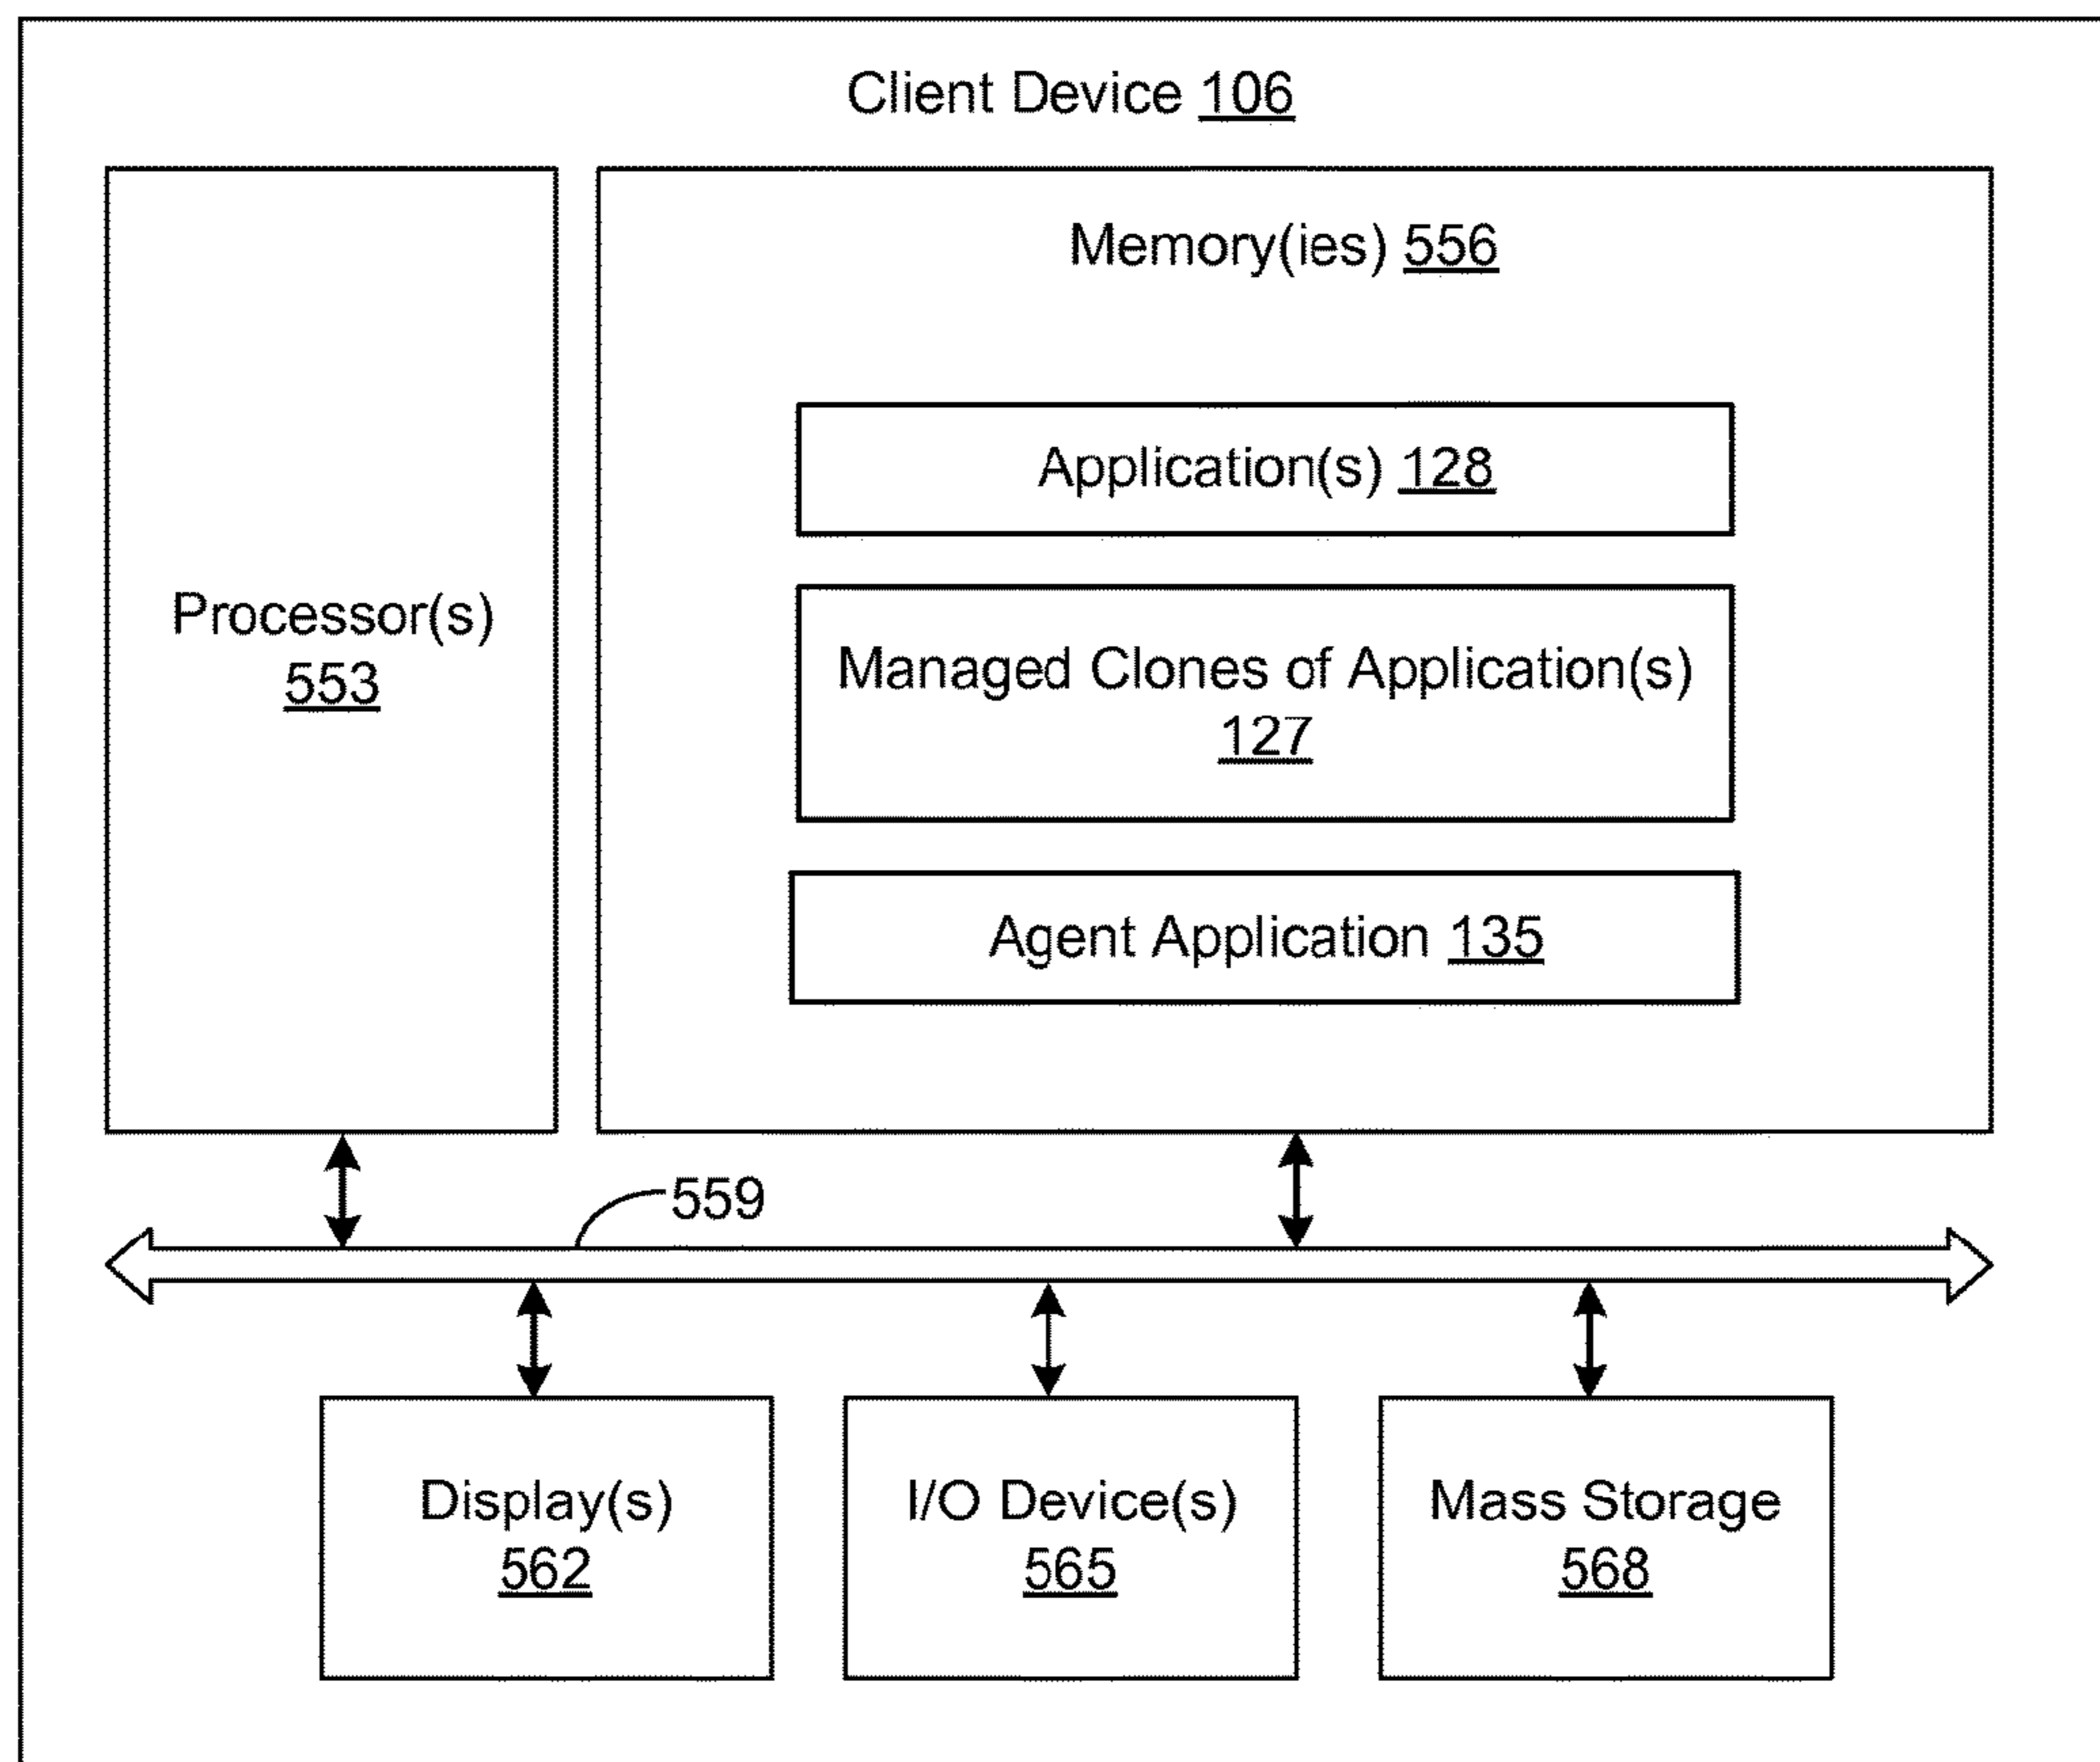 Client Device 106
Memory(ies) 556
Application(s) 128
Processor(s)
553
Managed Clones of Application(s)
127
Agent Application 135
559
Display(s)
562
I/O Device(s)
565
Mass Storage
568